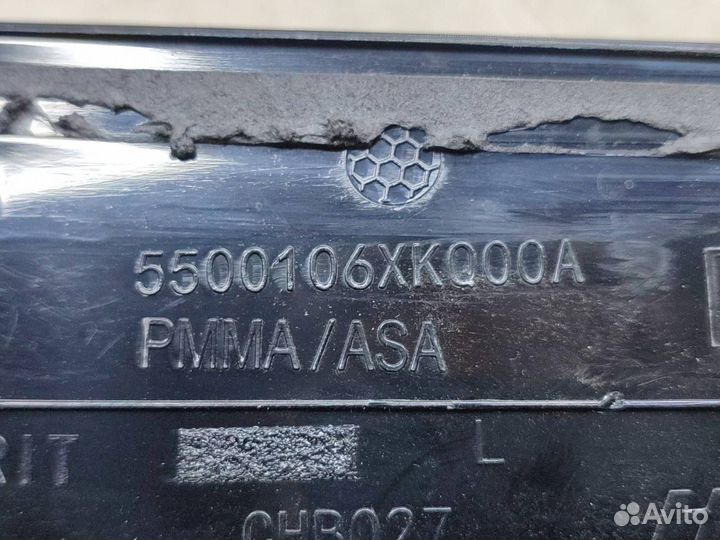 5500106XKQ00A
PMMA/ASA
RIT
L
CHB027
Avito